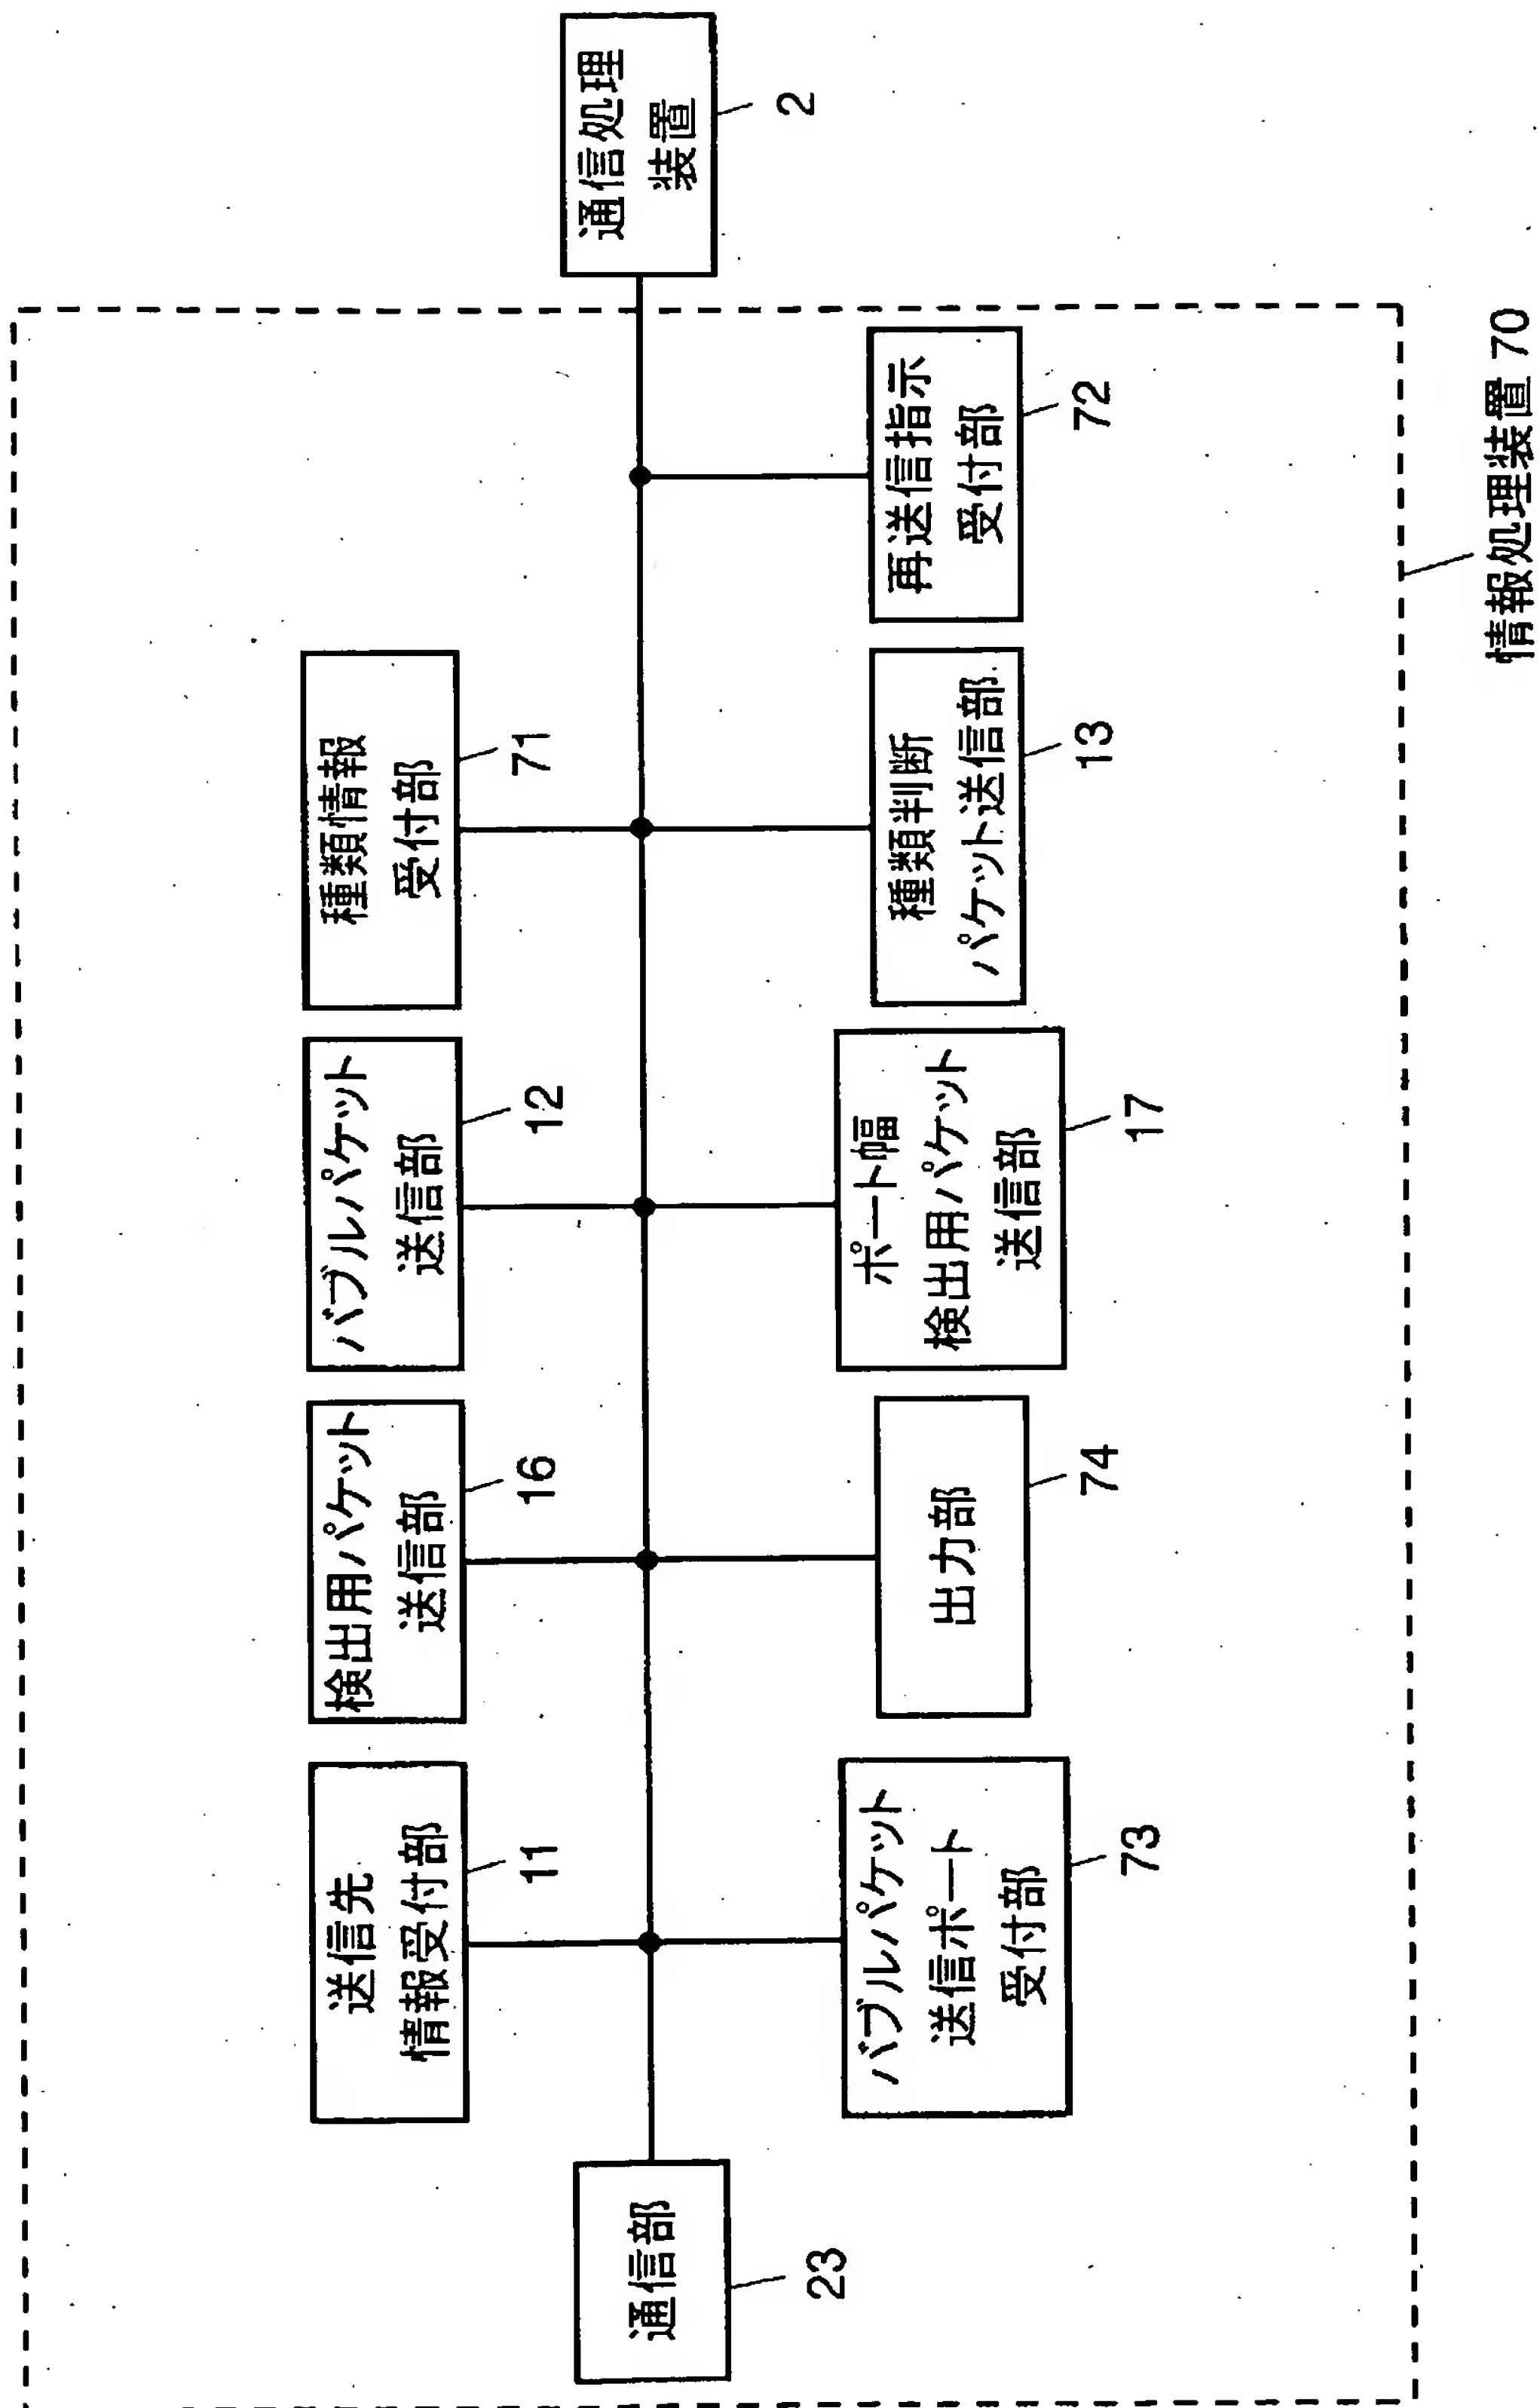 通信処理
装置
2
送信先
情報受付部
11
検出用パケット
送信部
16
バブルパケット
送信部
12
種類情報
受付部
71
通信部
23
バブルパケット
送信ポート
受付部
73
出力部
74
ポート幅
検出用パケット
送信部
17
種類判断
パケット送信部
13
再送信指示
受付部
72
情報処理装置 70